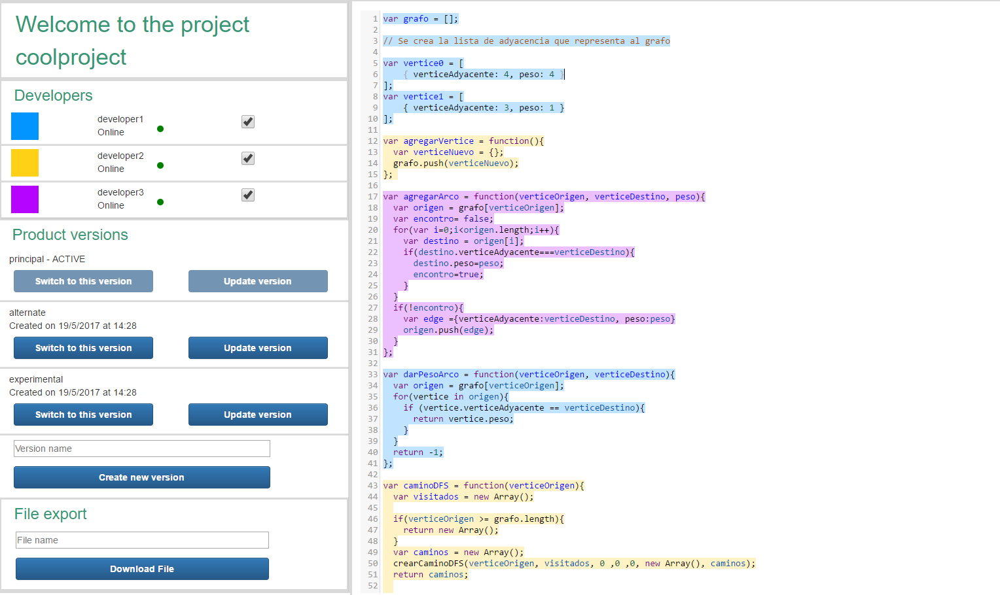 Welcome to the project
coolproject
Developers
developer1
Online
developer2
Online
developer3
Online
Product versions
principal - ACTIVE
Switch to this version
Update version
alternate
Created on 19/5/2017 at 14:28
Switch to this version
Update version
experimental
Created on 19/5/2017 at 14:28
Switch to this version
Update version
Version name
Create new version
File export
File name
Download File
1 var grafo = [];
2
3 // Se crea la lista de adyacencia que representa al grafo
4
5 var vertice0 = [
6     { verticeAdyacente: 4, peso: 4 }
7 ];
8 var vertice1 = [
9     { verticeAdyacente: 3, peso: 1 }
10 ];
11
12 var agregarVertice = function(){
13   var verticeNuevo = {};
14   grafo.push(verticeNuevo);
15 };
16
17 var agregarArco = function(verticeOrigen, verticeDestino, peso){
18   var origen = grafo[verticeOrigen];
19   var encontro= false;
20   for(var i=0;i<origen.length;i++){
21     var destino = origen[i];
22     if(destino.verticeAdyacente===verticeDestino){
23       destino.peso=peso;
24       encontro=true;
25     }
26   }
27   if(!encontro){
28     var edge ={verticeAdyacente:verticeDestino, peso:peso}
29     origen.push(edge);
30   }
31 };
32
33 var darPesoArco = function(verticeOrigen, verticeDestino){
34   var origen = grafo[verticeOrigen];
35   for(vertice in origen){
36     if (vertice.verticeAdyacente == verticeDestino){
37       return vertice.peso;
38     }
39   }
40   return -1;
41 };
42
43 var caminoDFS = function(verticeOrigen){
44   var visitados = new Array();
45
46   if(verticeOrigen >= grafo.length){
47     return new Array();
48   }
49   var caminos = new Array();
50   crearCaminoDFS(verticeOrigen, visitados, 0 ,0 ,0, new Array(), caminos);
51   return caminos;
52